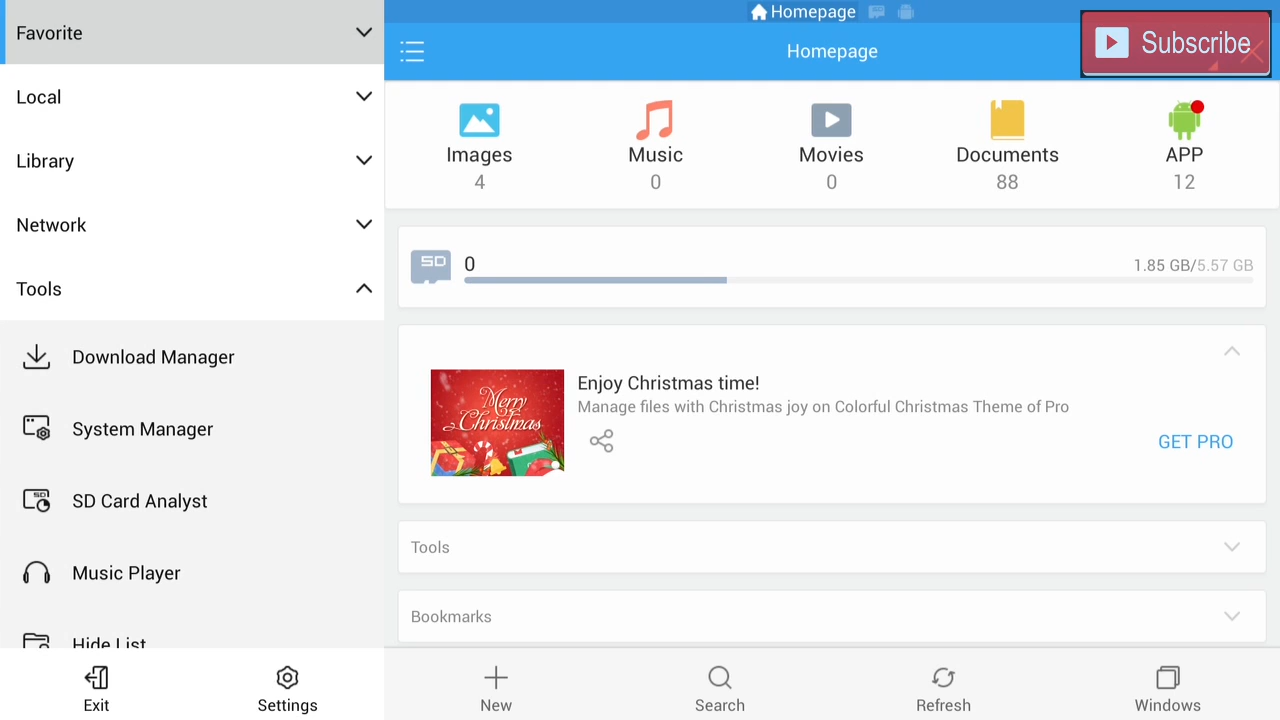 Favorite
Local
Library
Network
Tools
Download Manager
System Manager
SD Card Analyst
Music Player
Hide List
Exit
Settings
Homepage
Homepage
Subscribe
Images
4
Music
0
Movies
0
Documents
88
APP
12
SD
0
1.85 GB/5.57 GB
Merry
Christmas
Enjoy Christmas time!
Manage files with Christmas joy on Colorful Christmas Theme of Pro
GET PRO
Tools
Bookmarks
New
Search
Refresh
Windows